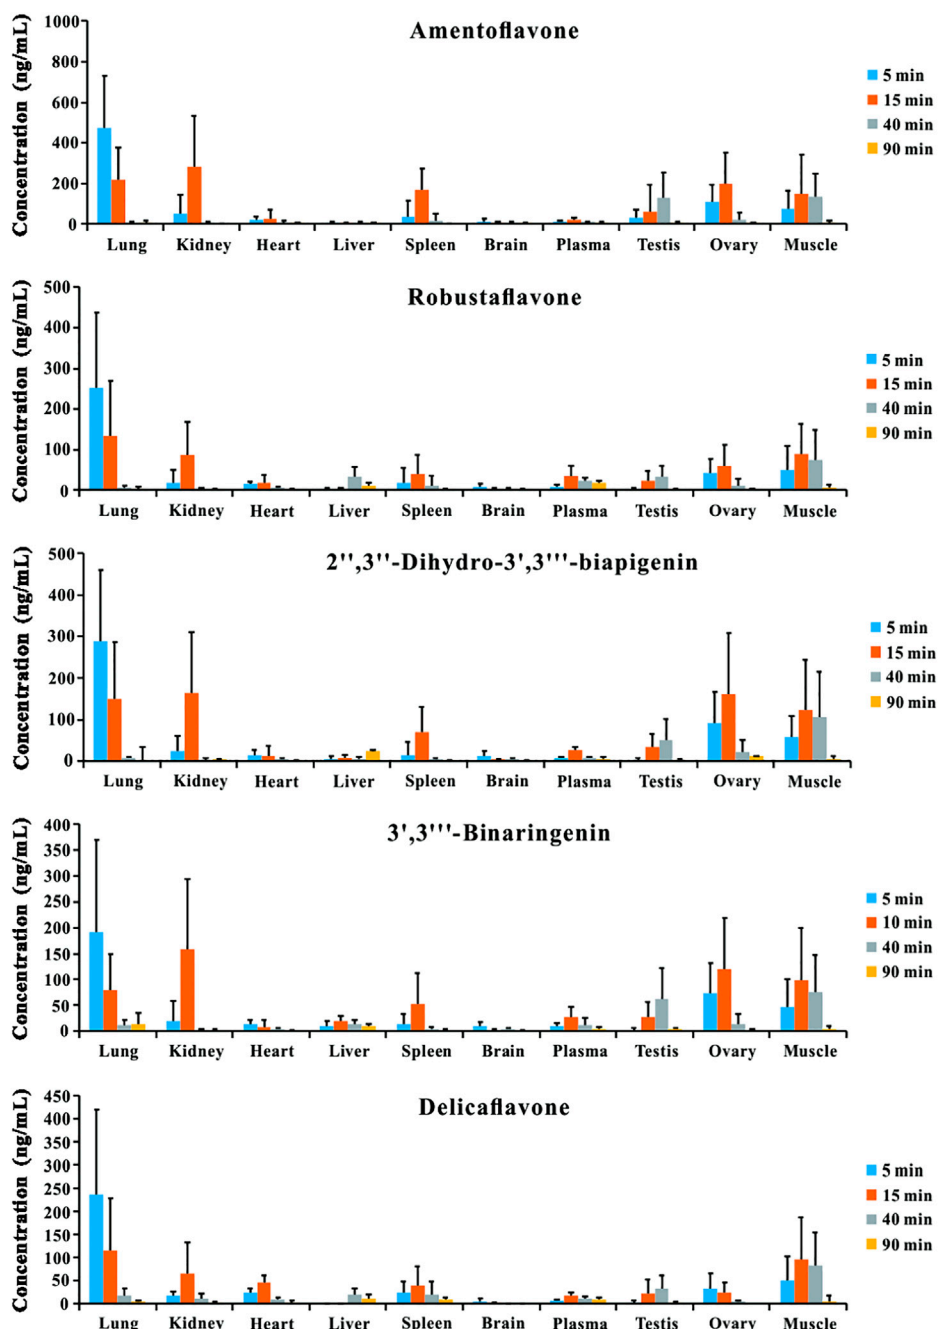 Amentoflavone
Concentration (ng/mL)
1000
800
600
400
200
0
Lung Kidney Heart Liver Spleen Brain Plasma Testis Ovary Muscle
5 min
15 min
40 min
90 min
Robustaflavone
Concentration (ng/mL)
500
400
300
200
100
0
Lung Kidney Heart Liver Spleen Brain Plasma Testis Ovary Muscle
5 min
15 min
40 min
90 min
2'',3''-Dihydro-3',3'''-biapigenin
Concentration (ng/mL)
500
400
300
200
100
0
Lung Kidney Heart Liver Spleen Brain Plasma Testis Ovary Muscle
5 min
15 min
40 min
90 min
3',3'''-Binaringenin
Concentration (ng/mL)
400
350
300
250
200
150
100
50
0
Lung Kidney Heart Liver Spleen Brain Plasma Testis Ovary Muscle
5 min
10 min
40 min
90 min
Delicaflavone
Concentration (ng/mL)
450
400
350
300
250
200
150
100
50
0
Lung Kidney Heart Liver Spleen Brain Plasma Testis Ovary Muscle
5 min
15 min
40 min
90 min